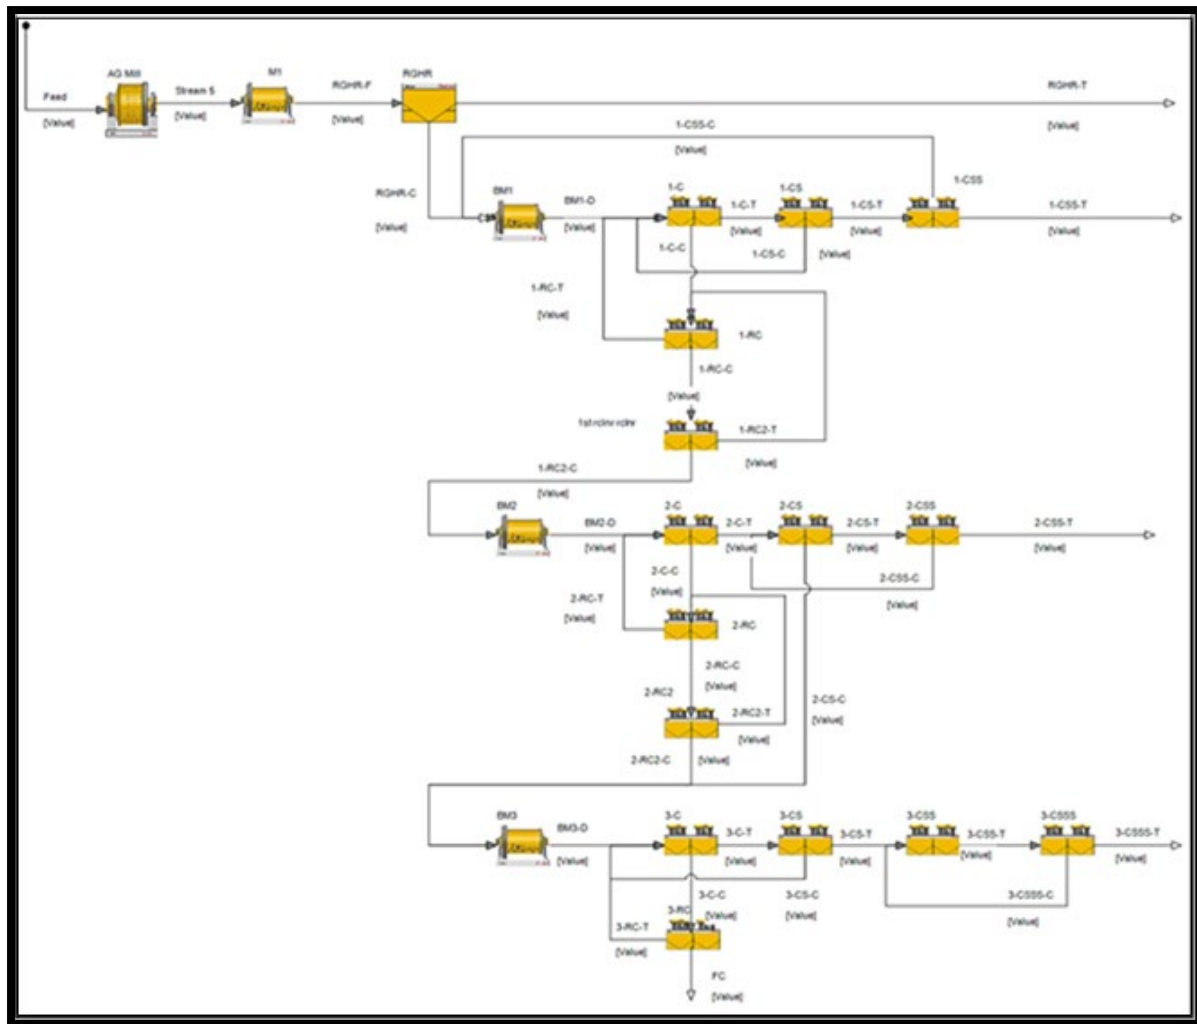 AG Mill
M1
RGHR
Feed
[Value]
Stream 5
[Value]
RGHR-F
[Value]
RGHR-T
[Value]
1-CSS-C
[Value]
RGHR-C
[Value]
BM1
BM1-D
[Value]
1-C
1-C-T
[Value]
1-CS
1-CS-T
[Value]
1-CSS
1-CSS-T
[Value]
1-C-C
1-CS-C
1-RC-T
[Value]
1-RC
1-RC-C
[Value]
1st rclnr rclnr
1-RC2-T
[Value]
1-RC2-C
[Value]
BM2
BM2-D
[Value]
2-C
2-C-T
[Value]
2-CS
2-CS-T
[Value]
2-CSS
2-CSS-T
[Value]
2-C-C
[Value]
2-CSS-C
[Value]
2-RC-T
[Value]
2-RC
2-RC-C
[Value]
2-RC2
2-RC2-T
[Value]
2-CS-C
[Value]
2-RC2-C
[Value]
BM3
BM3-D
[Value]
3-C
3-C-T
[Value]
3-CS
3-CS-T
[Value]
3-CSS
3-CSS-T
[Value]
3-CSSS
3-CSSS-T
[Value]
3-C-C
[Value]
3-CS-C
[Value]
3-CSSS-C
[Value]
3-RC
3-RC-T
[Value]
FC
[Value]